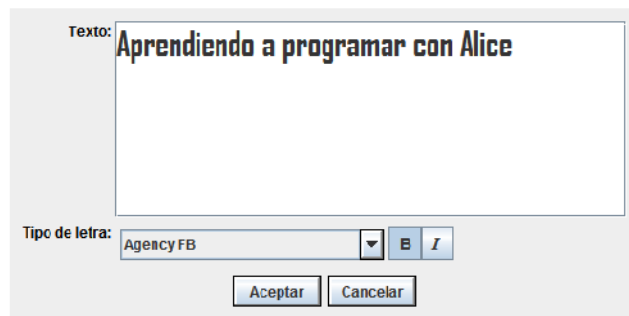 Texto:
Aprendiendo a programar con Alice
Tipo de letra:
Agency FB
B I
Aceptar Cancelar